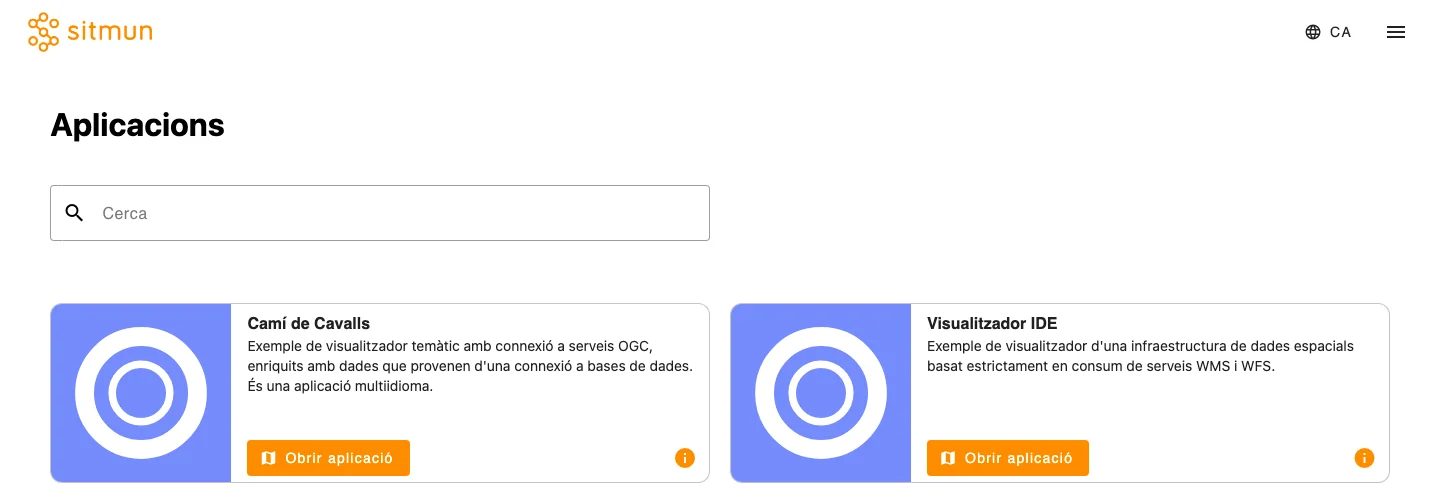 sitmun
CA
Aplicacions
Cerca
Camí de Cavalls
Exemple de visualitzador temàtic amb connexió a serveis OGC,
enriquits amb dades que provenen d'una connexió a bases de dades.
És una aplicació multiidioma.
Obrir aplicació
Visualitzador IDE
Exemple de visualitzador d'una infraestructura de dades espacials
basat estrictament en consum de serveis WMS i WFS.
Obrir aplicació